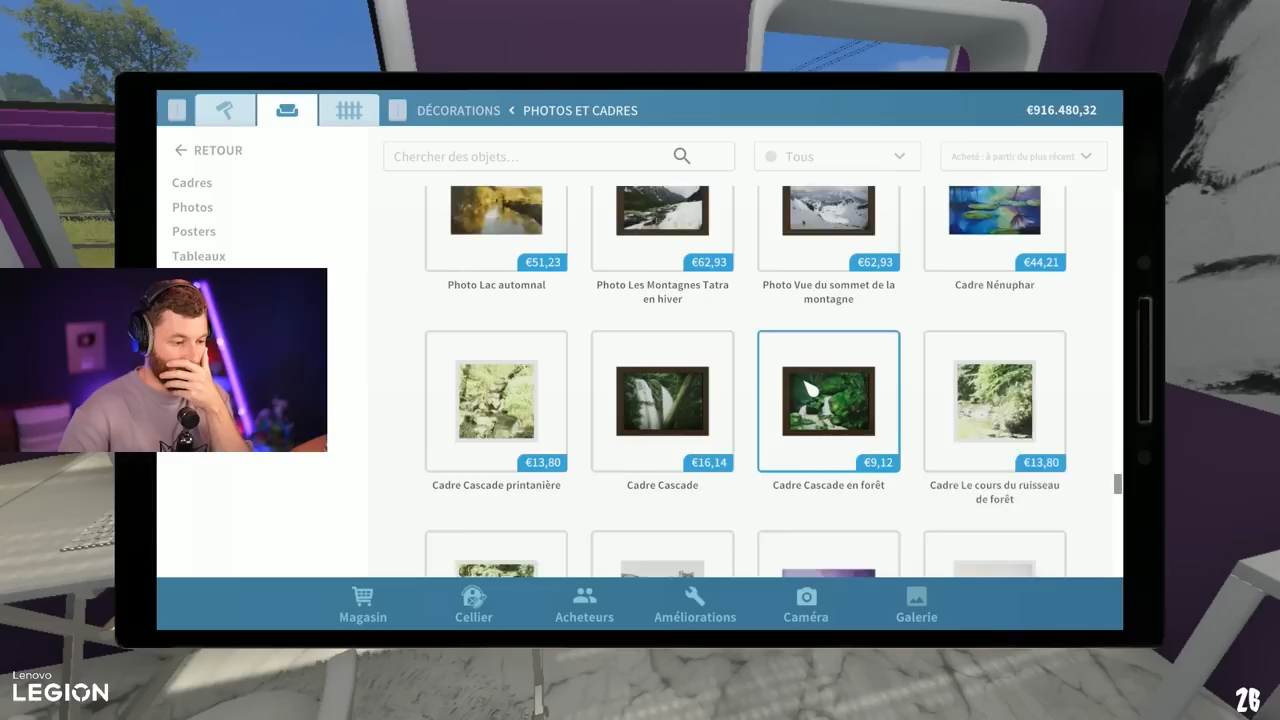 DÉCORATIONS < PHOTOS ET CADRES
€916.480,32
RETOUR
Chercher des objets...
Tous
Acheté : à partir du plus récent
Cadres
Photos
Posters
Tableaux
€51,23
€62,93
€62,93
€44,21
Photo Lac automnal
Photo Les Montagnes Tatra
en hiver
Photo Vue du sommet de la
montagne
Cadre Nénuphar
€13,80
€16,14
€9,12
€13,80
Cadre Cascade printanière
Cadre Cascade
Cadre Cascade en forêt
Cadre Le cours du ruisseau
de forêt
Magasin
Cellier
Acheteurs
Améliorations
Caméra
Galerie
Lenovo
LEGION
26